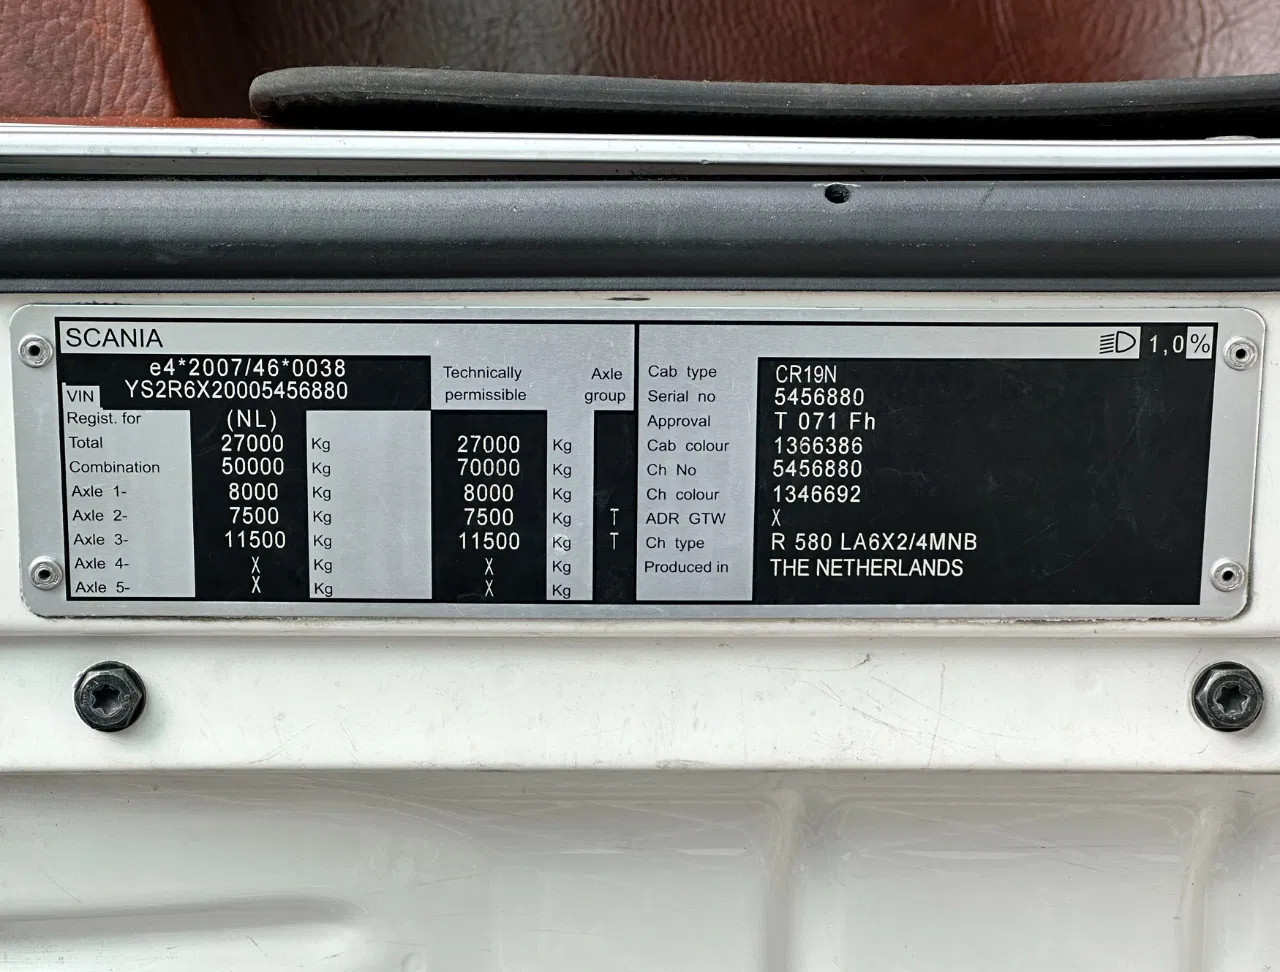 SCANIA
e4*2007/46*0038
VIN YS2R6X20005456880
Technically permissible Axle group
Regist. for (NL)
Total 27000 Kg 27000 Kg
Combination 50000 Kg 70000 Kg
Axle 1- 8000 Kg 8000 Kg
Axle 2- 7500 Kg 7500 Kg T
Axle 3- 11500 Kg 11500 Kg T
Axle 4- X Kg X Kg
Axle 5- X Kg X Kg
1,0%
Cab type CR19N
Serial no 5456880
Approval T 071 Fh
Cab colour 1366386
Ch No 5456880
Ch colour 1346692
ADR GTW X
Ch type R 580 LA6X2/4MNB
Produced in THE NETHERLANDS